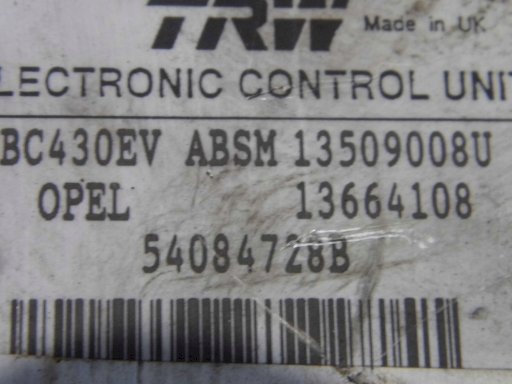 TRW Made in UK
ELECTRONIC CONTROL UNIT
BC430EV ABSM 13509008U
OPEL 13664108
54084728B